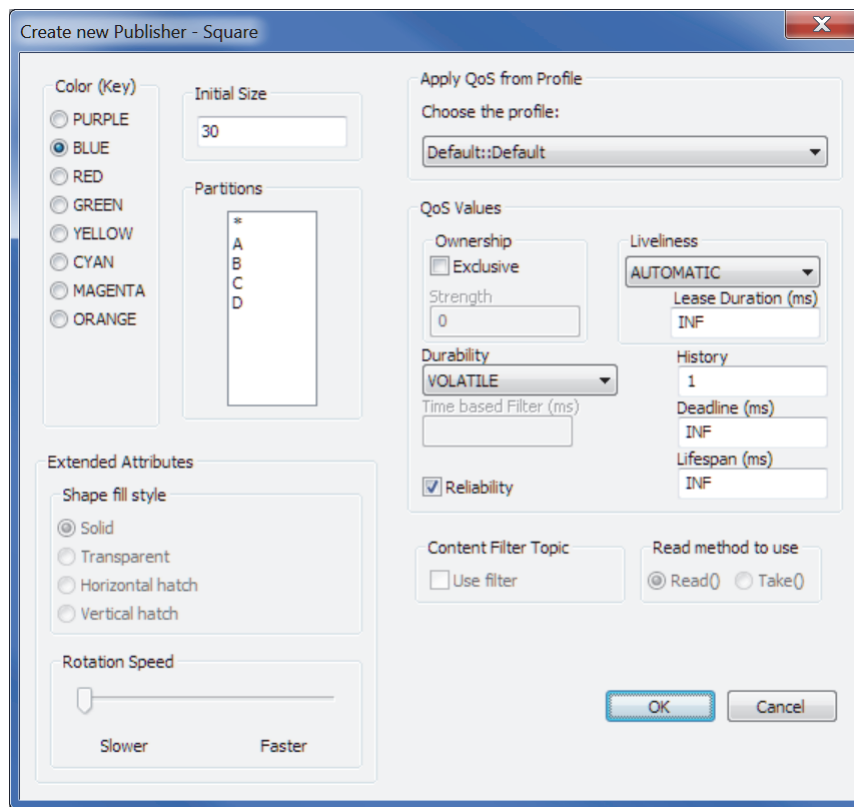 Create new Publisher - Square
Color (Key)
PURPLE
BLUE
RED
GREEN
YELLOW
CYAN
MAGENTA
ORANGE
Initial Size
30
Partitions
*
A
B
C
D
Apply QoS from Profile
Choose the profile:
Default::Default
QoS Values
Ownership
Exclusive
Strength
0
Liveliness
AUTOMATIC
Lease Duration (ms)
INF
Durability
VOLATILE
Time based Filter (ms)
Reliability
History
1
Deadline (ms)
INF
Lifespan (ms)
INF
Extended Attributes
Shape fill style
Solid
Transparent
Horizontal hatch
Vertical hatch
Rotation Speed
Slower Faster
Content Filter Topic
Use filter
Read method to use
Read() Take()
OK Cancel